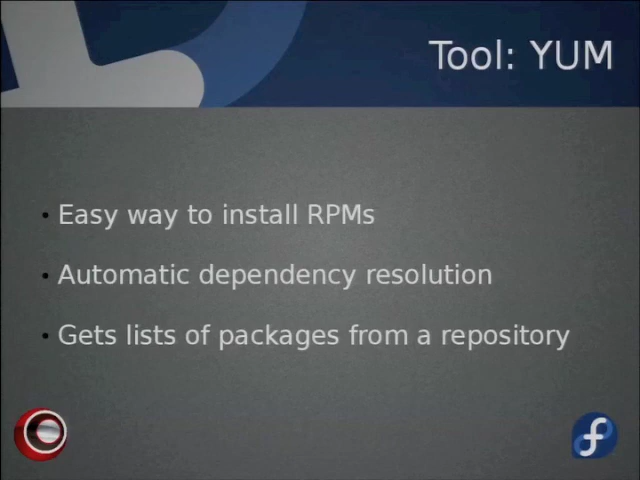 Tool: YUM
• Easy way to install RPMs
• Automatic dependency resolution
• Gets lists of packages from a repository